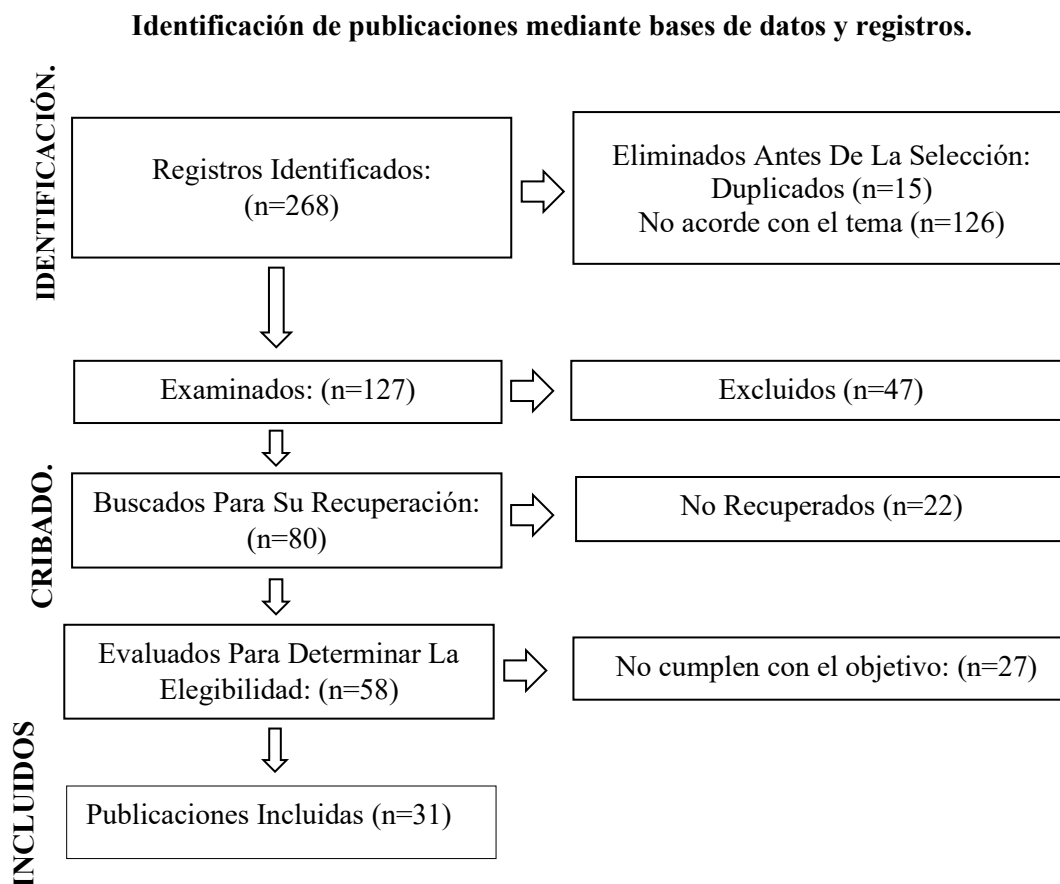 Identificación de publicaciones mediante bases de datos y registros.
IDENTIFICACIÓN.
Registros Identificados:
(n=268)
Eliminados Antes De La Selección:
Duplicados (n=15)
No acorde con el tema (n=126)
Examinados: (n=127)
Excluidos (n=47)
CRIBADO.
Buscados Para Su Recuperación:
(n=80)
No Recuperados (n=22)
Evaluados Para Determinar La
Elegibilidad: (n=58)
No cumplen con el objetivo: (n=27)
INCLUIDOS
Publicaciones Incluidas (n=31)